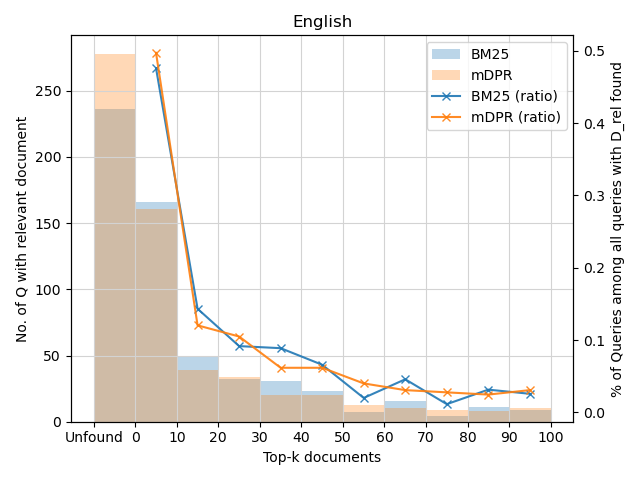 English
BM25
mDPR
BM25 (ratio)
mDPR (ratio)
No. of Q with relevant document
250
200
150
100
50
0
% of Queries among all queries with D_rel found
0.5
0.4
0.3
0.2
0.1
0.0
Unfound 0 10 20 30 40 50 60 70 80 90 100
Top-k documents